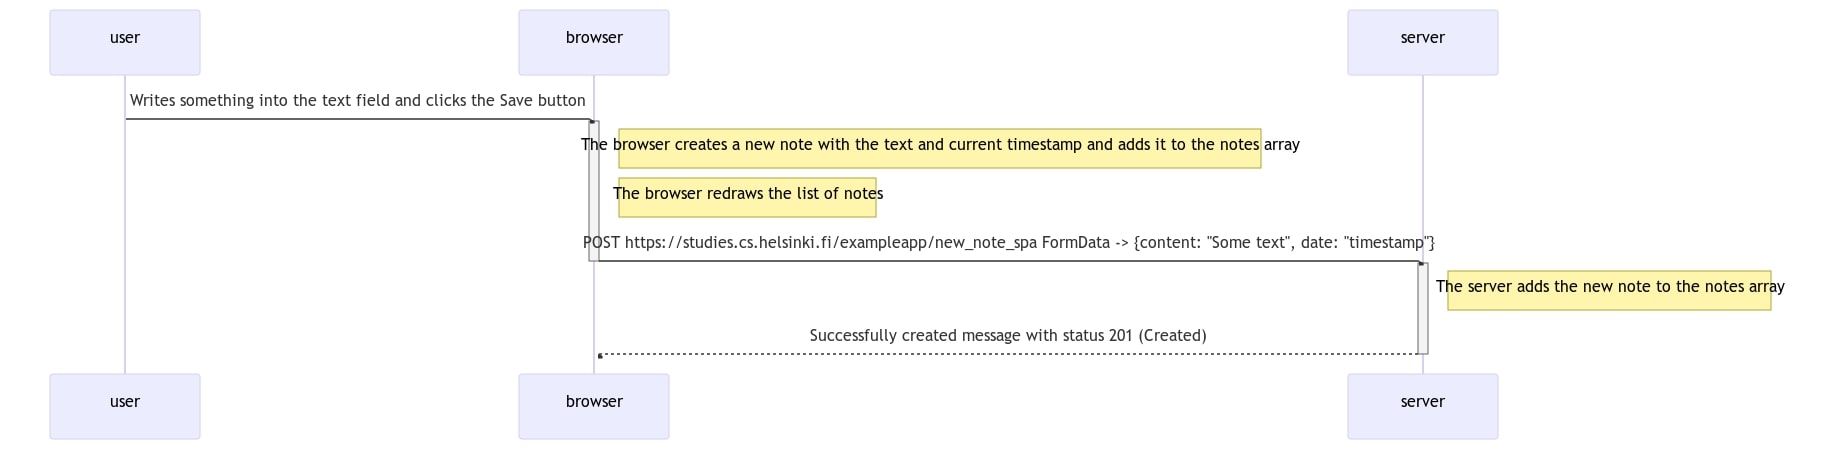 user
browser
server
Writes something into the text field and clicks the Save button
The browser creates a new note with the text and current timestamp and adds it to the notes array
The browser redraws the list of notes
POST https://studies.cs.helsinki.fi/exampleapp/new_note_spa FormData -> {content: "Some text", date: "timestamp"}
The server adds the new note to the notes array
Successfully created message with status 201 (Created)
user
browser
server